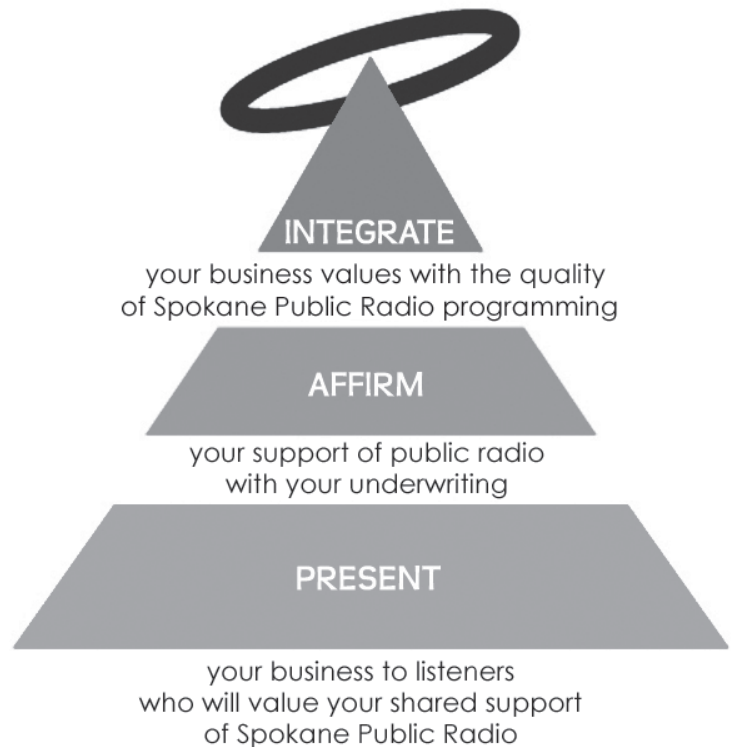 INTEGRATE
your business values with the quality
of Spokane Public Radio programming
AFFIRM
your support of public radio
with your underwriting
PRESENT
your business to listeners
who will value your shared support
of Spokane Public Radio